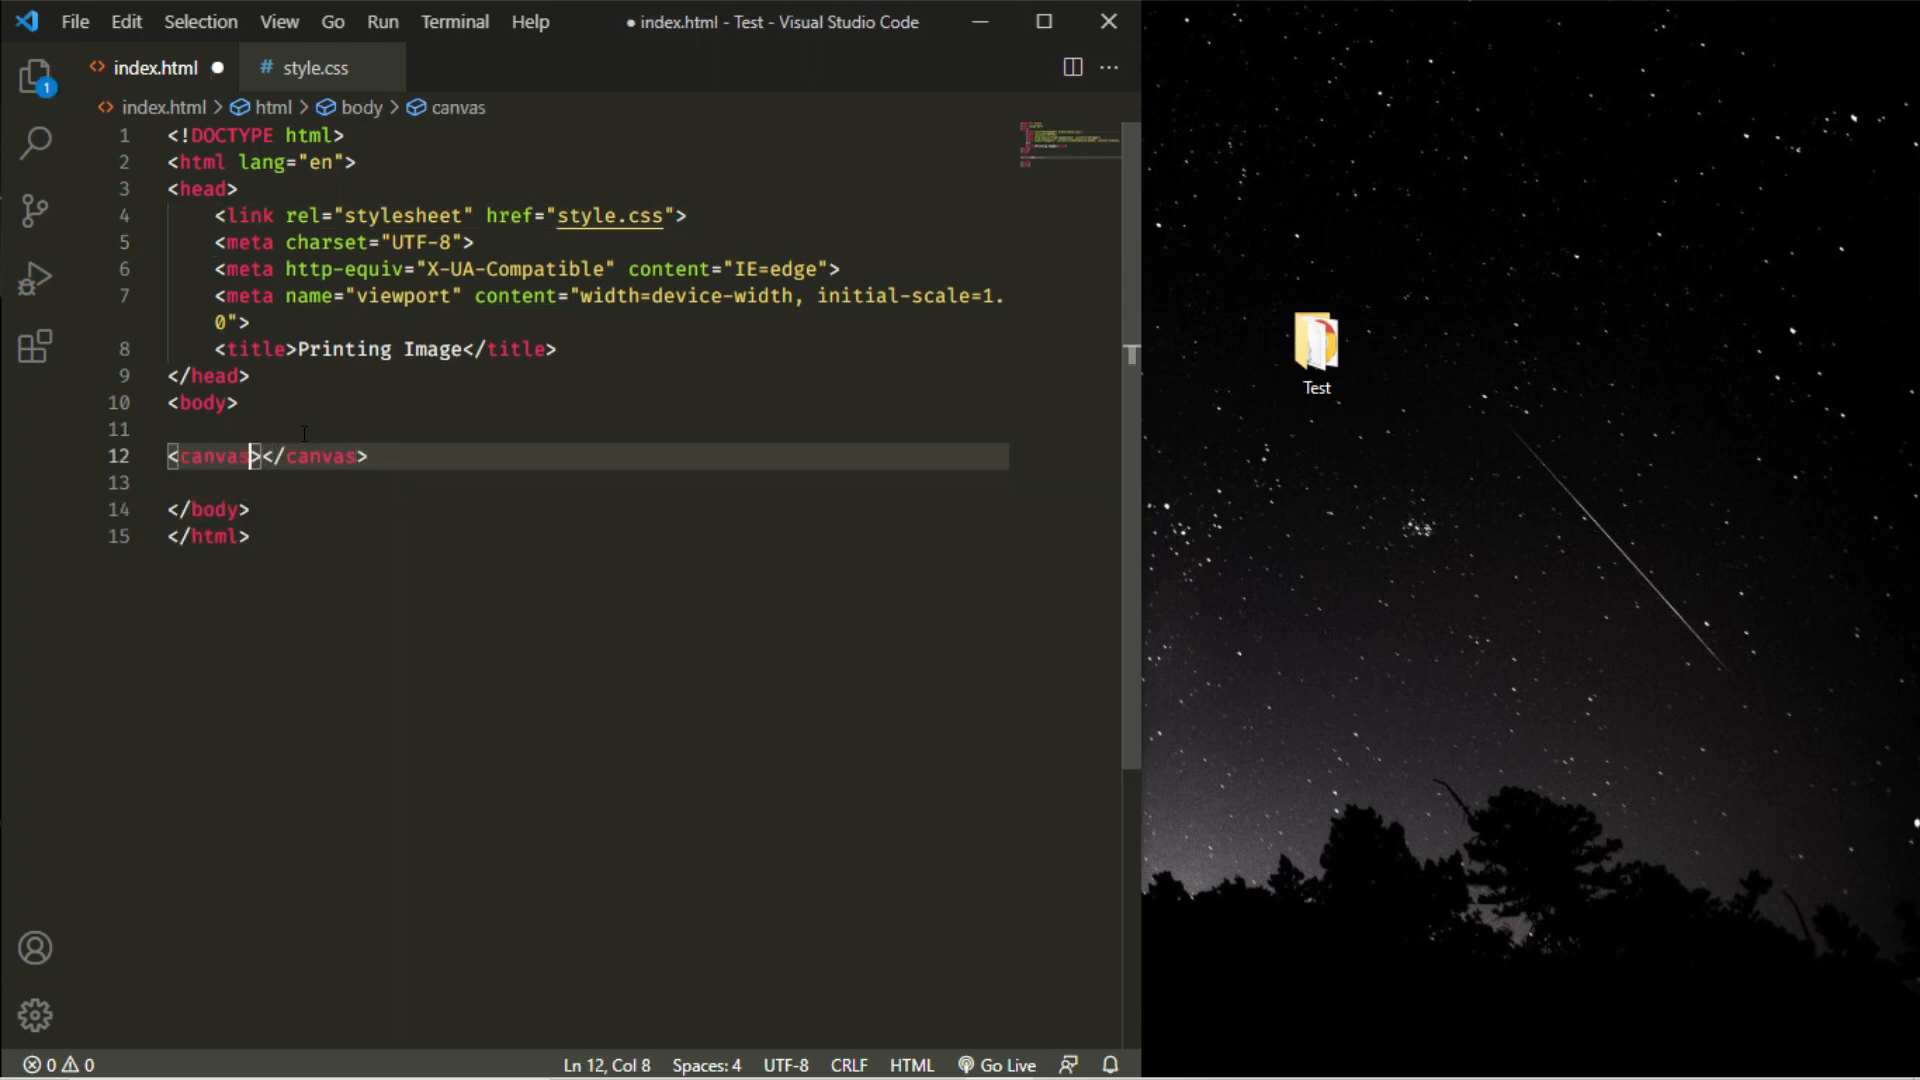 File Edit Selection View Go Run Terminal Help ● index.html - Test - Visual Studio Code
<> index.html ● # style.css
1
<> index.html > html > body > canvas
1 <!DOCTYPE html>
2 <html lang="en">
3 <head>
4 <link rel="stylesheet" href="style.css">
5 <meta charset="UTF-8">
6 <meta http-equiv="X-UA-Compatible" content="IE=edge">
7 <meta name="viewport" content="width=device-width, initial-scale=1.
0">
8 <title>Printing Image</title>
9 </head>
10 <body>
11
12 <canvas></canvas>
13
14 </body>
15 </html>
Test
0 0 Ln 12, Col 8 Spaces: 4 UTF-8 CRLF HTML Go Live